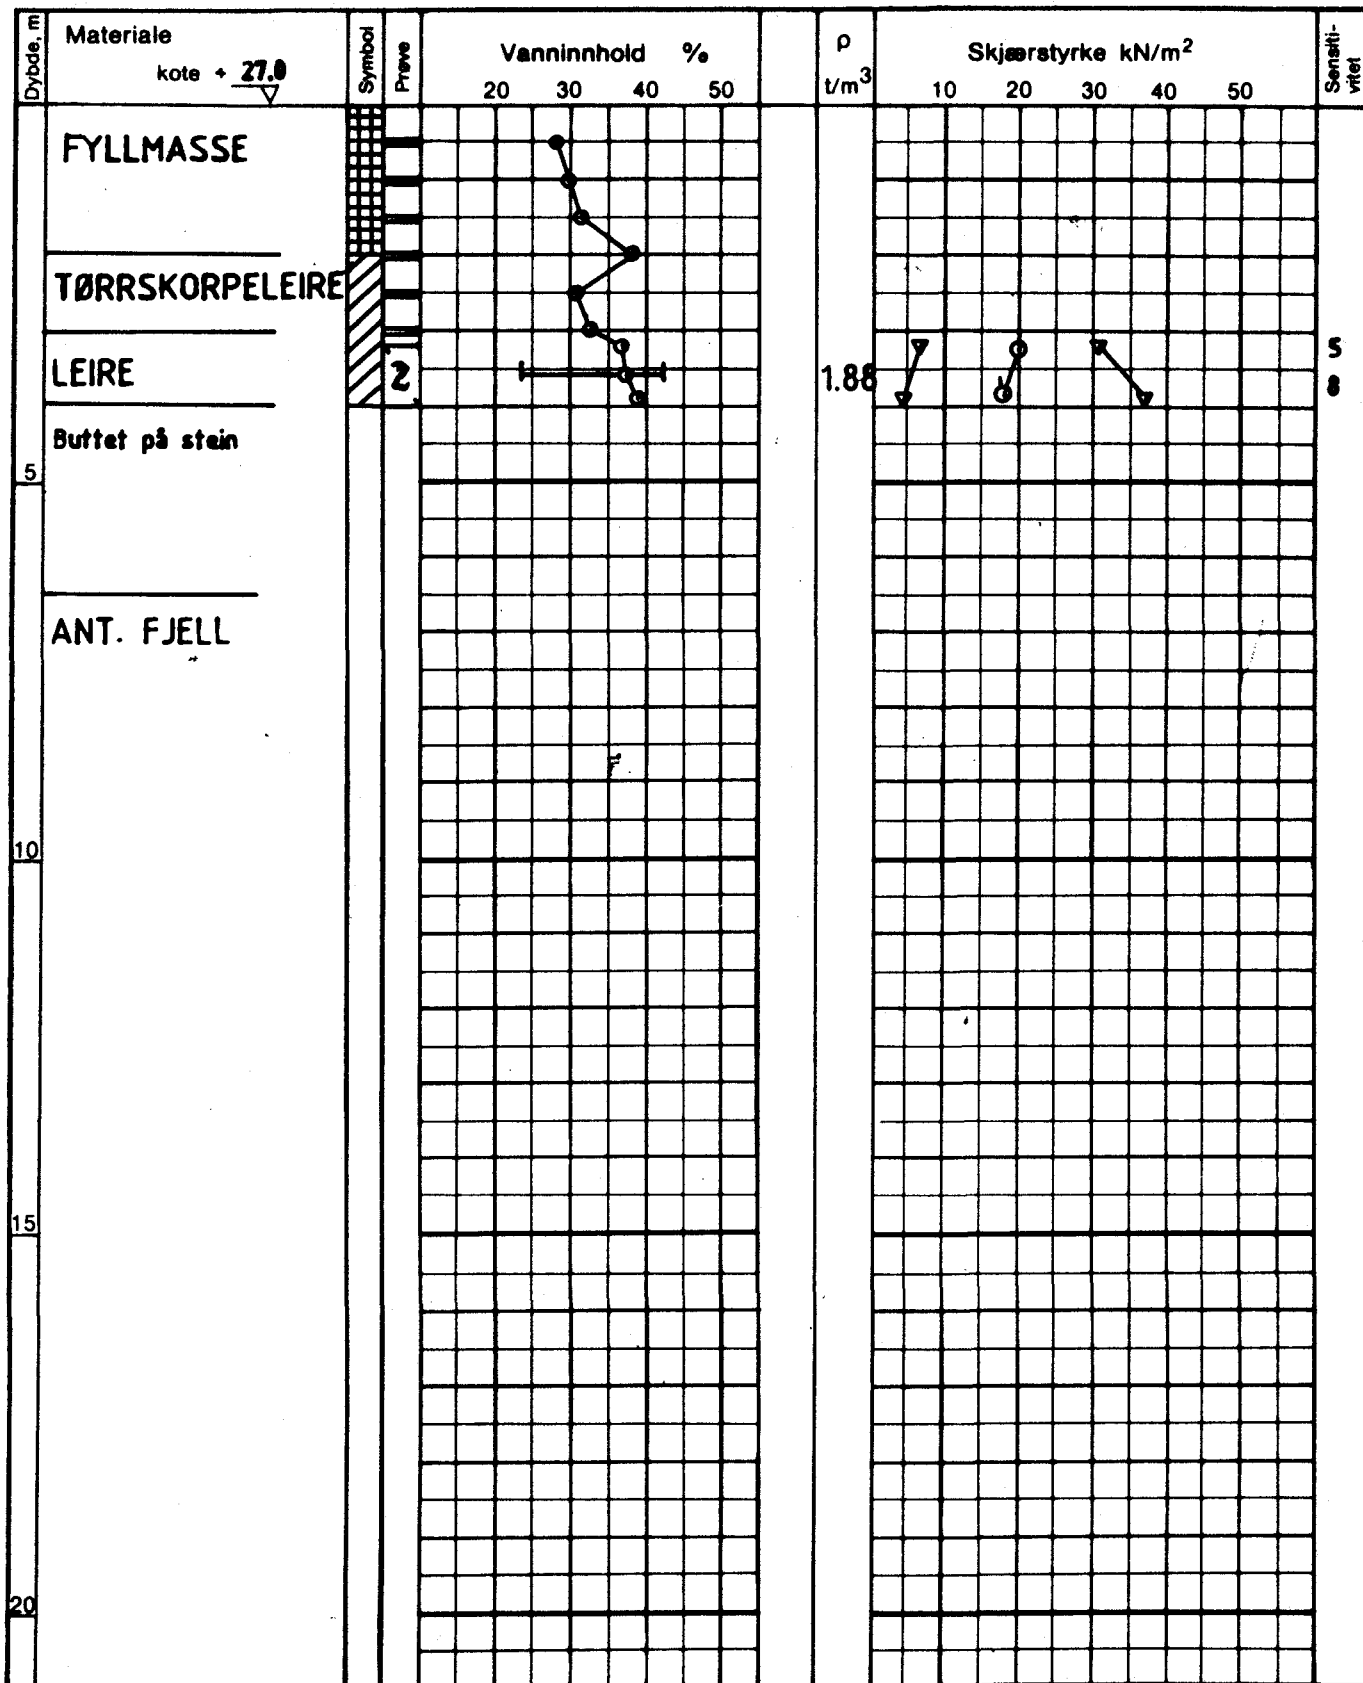 Dybde, m
Materiale
kote + 27.0
Symbol
Prøve
Vanninnhold %
20 30 40 50
ρ
t/m³
Skjærstyrke kN/m²
10 20 30 40 50
Sensiti-
vitet
FYLLMASSE
TØRRSKORPELEIRE
LEIRE
2
1.88
5
8
Buttet på stein
5
ANT. FJELL
10
15
20